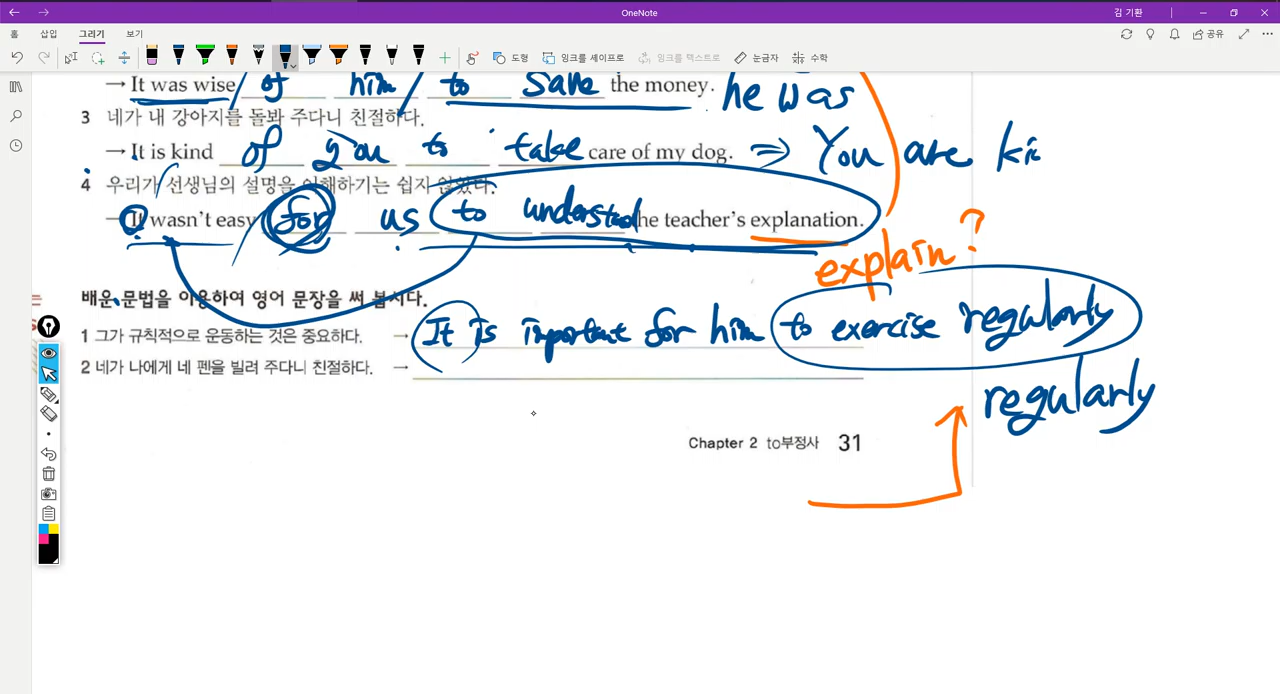 OneNote
김 기환
홈 삽입 그리기 보기
공유
도형 잉크를 셰이프로 잉크를 텍스트로 눈금자 수학
→ It was wise of him to save the money. he was
3 네가 내 강아지를 돌봐 주다니 친절하다.
→ It is kind of you to take care of my dog. ⇒ You are ki
4 우리가 선생님의 설명을 이해하기는 쉽지 않았다.
→ It wasn't easy for us to understand he teacher's explanation.
explain?
배운 문법을 이용하여 영어 문장을 써 봅시다.
1 그가 규칙적으로 운동하는 것은 중요하다. → It is important for him to exercise regularly
2 네가 나에게 네 펜을 빌려 주다니 친절하다. →
regularly
Chapter 2 to부정사 31